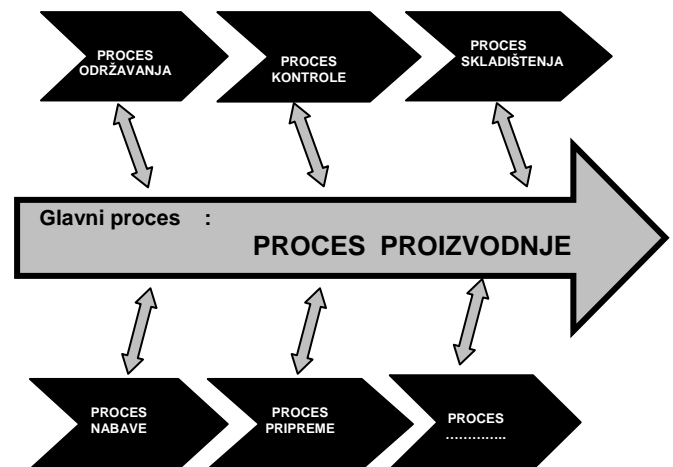 PROCES
ODRŽAVANJA
PROCES
KONTROLE
PROCES
SKLADIŠTENJA
Glavni proces :
PROCES PROIZVODNJE
PROCES
NABAVE
PROCES
PRIPREME
PROCES
…………..